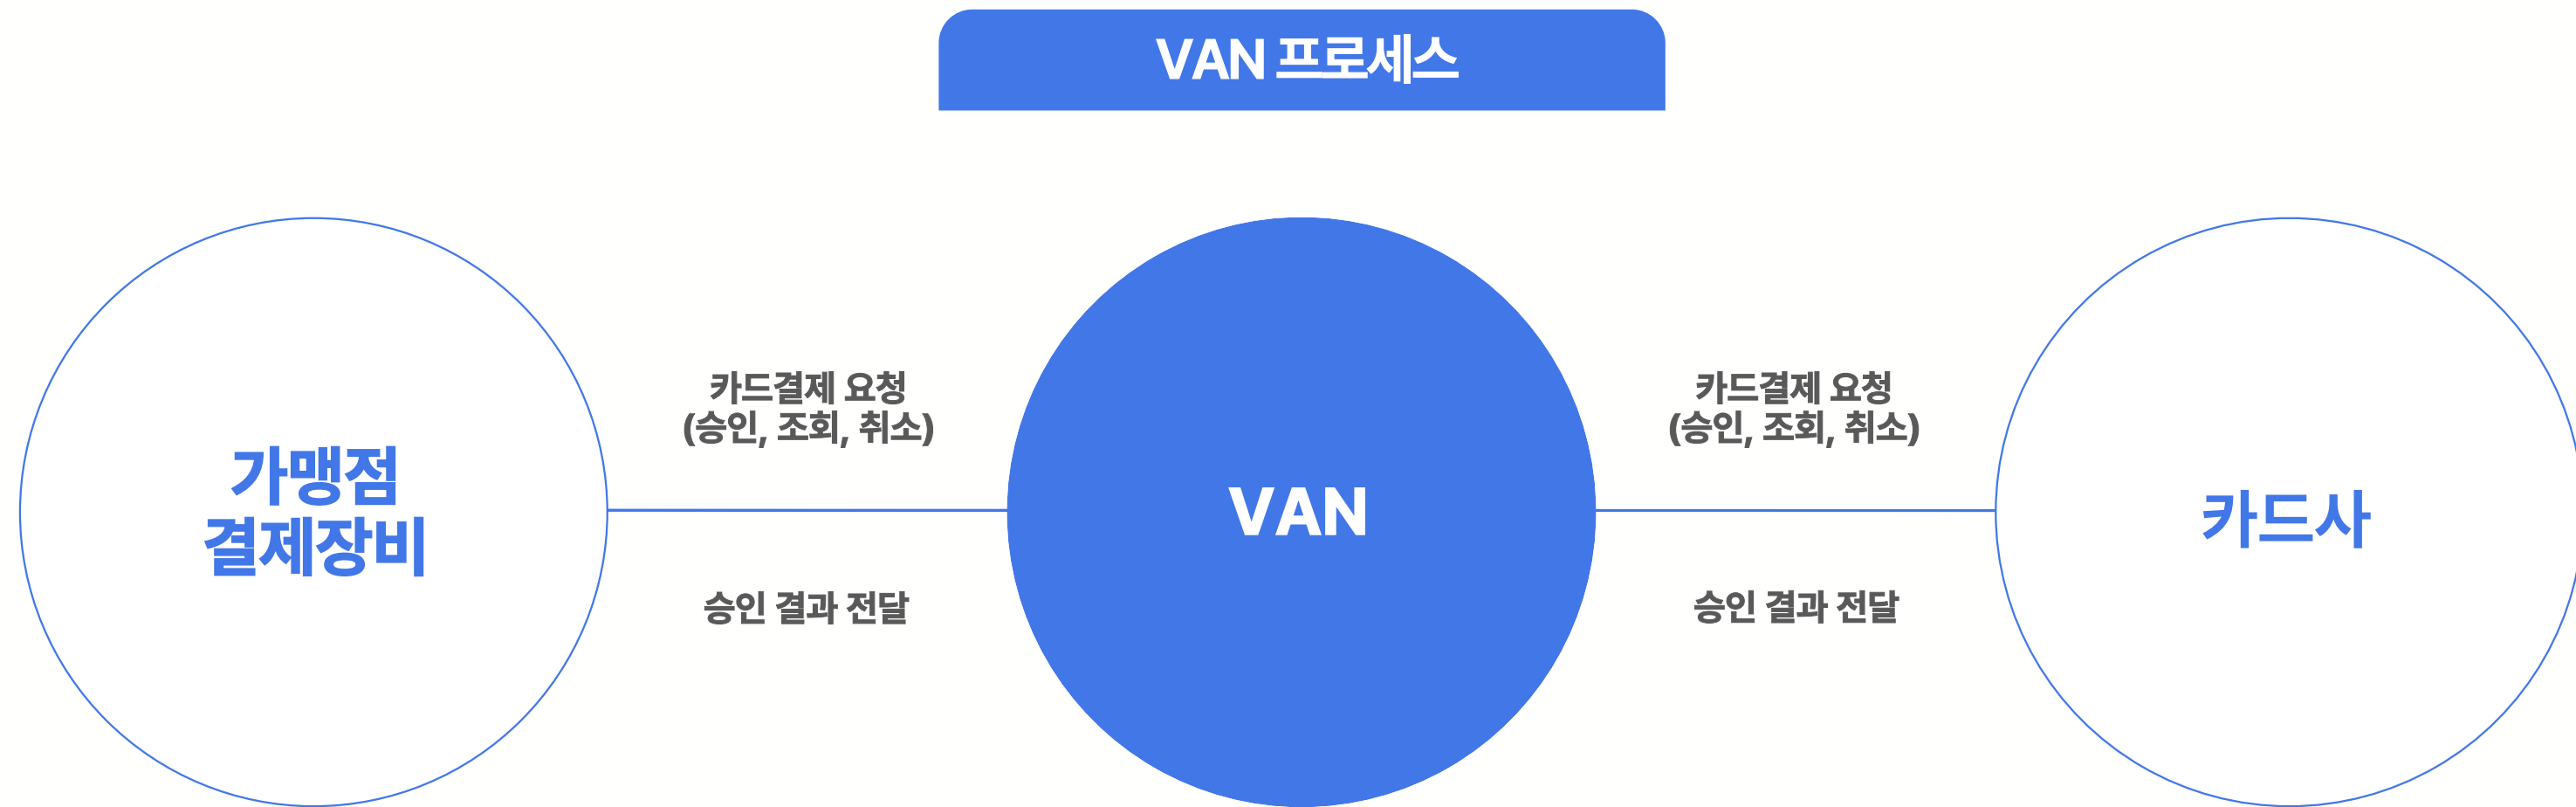 VAN 프로세스
가맹점
결제장비
카드결제 요청
(승인, 조회, 취소)
승인 결과 전달
VAN
카드결제 요청
(승인, 조회, 취소)
승인 결과 전달
카드사